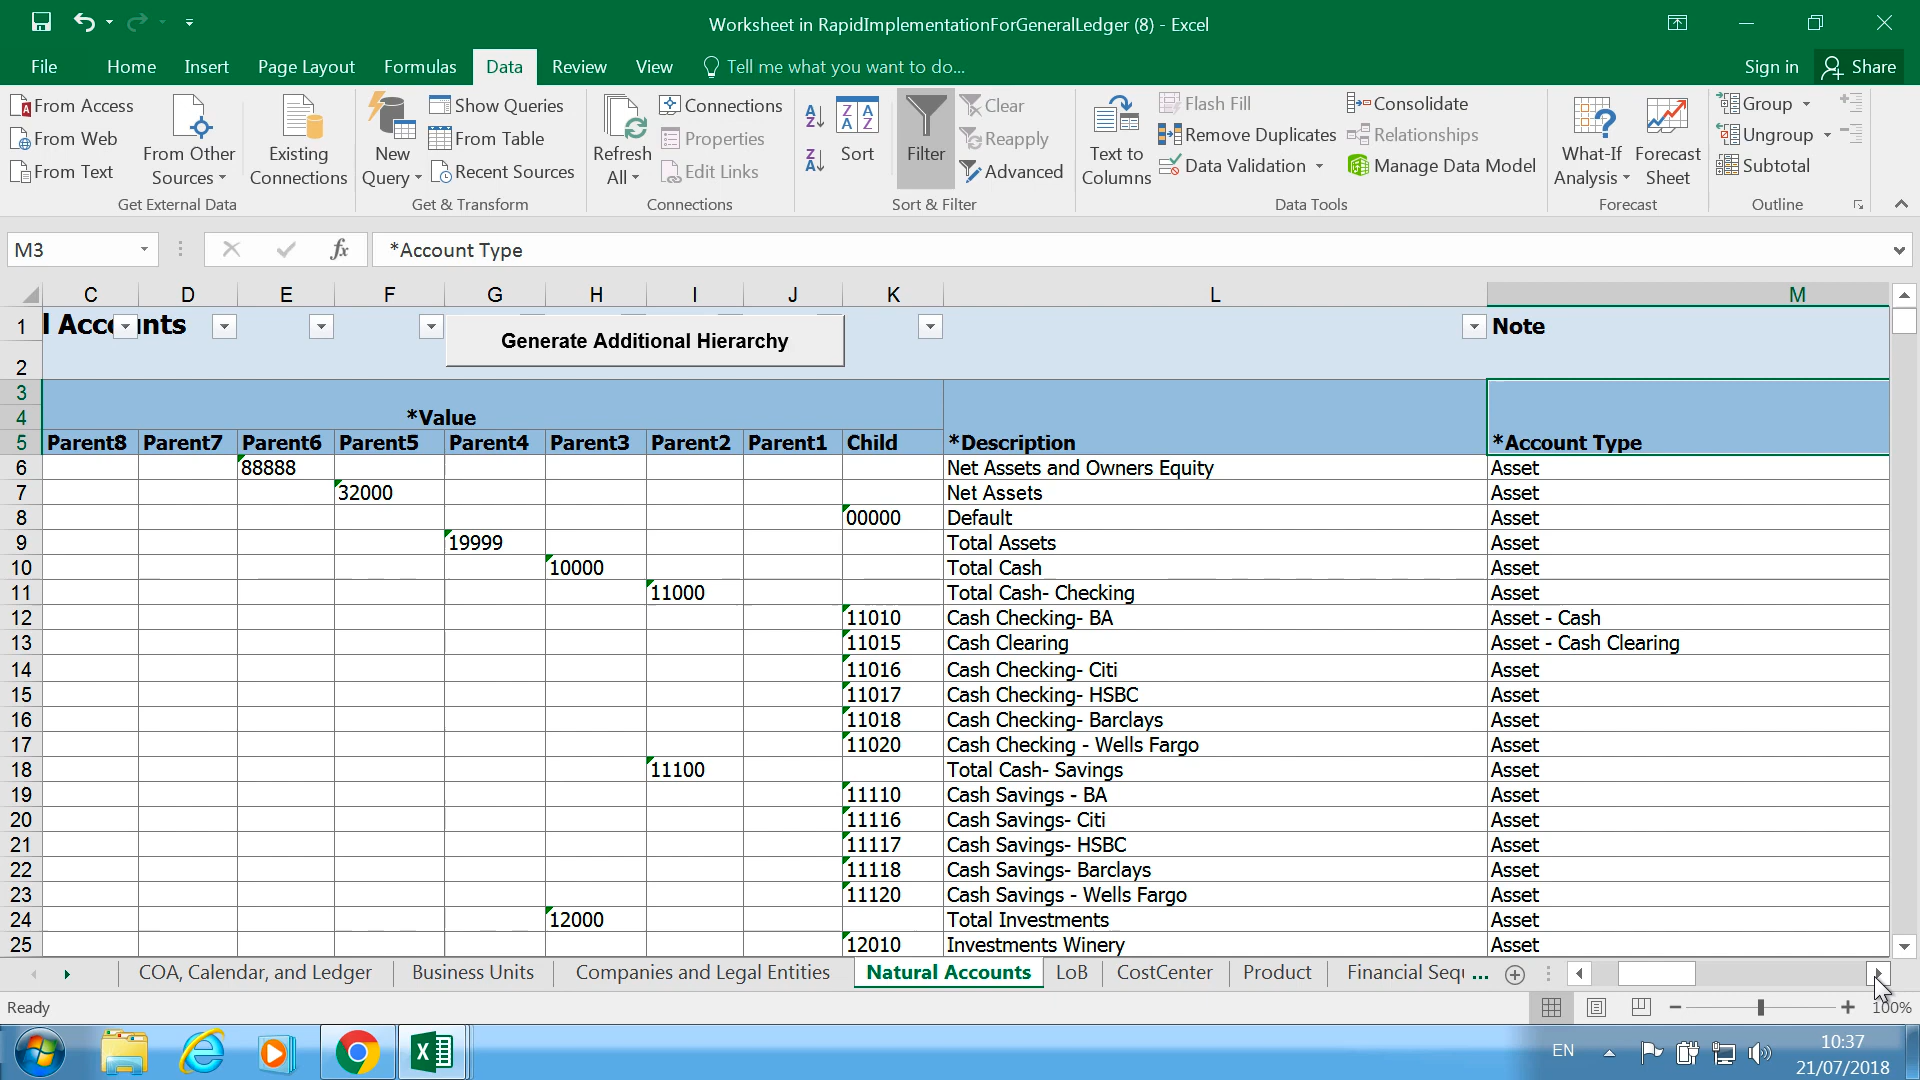 Worksheet in RapidImplementationForGeneralLedger (8) - Excel
File Home Insert Page Layout Formulas Data Review View Tell me what you want to do... Sign in Share
From Access
From Web
From Text
From Other Sources
Existing Connections
Get External Data
New Query
Show Queries
From Table
Recent Sources
Get & Transform
Refresh All
Connections
Properties
Edit Links
Connections
Sort
Filter
Clear
Reapply
Advanced
Sort & Filter
Text to Columns
Flash Fill
Remove Duplicates
Data Validation
Consolidate
Relationships
Manage Data Model
Data Tools
What-If Analysis
Forecast Sheet
Forecast
Group
Ungroup
Subtotal
Outline
M3 fx *Account Type
C D E F G H I J K L M
1 l Accounts Note
Generate Additional Hierarchy
2
3
4 *Value
5 Parent8 Parent7 Parent6 Parent5 Parent4 Parent3 Parent2 Parent1 Child *Description *Account Type
6 88888 Net Assets and Owners Equity Asset
7 32000 Net Assets Asset
8 00000 Default Asset
9 19999 Total Assets Asset
10 10000 Total Cash Asset
11 11000 Total Cash- Checking Asset
12 11010 Cash Checking- BA Asset - Cash
13 11015 Cash Clearing Asset - Cash Clearing
14 11016 Cash Checking- Citi Asset
15 11017 Cash Checking- HSBC Asset
16 11018 Cash Checking- Barclays Asset
17 11020 Cash Checking - Wells Fargo Asset
18 11100 Total Cash- Savings Asset
19 11110 Cash Savings - BA Asset
20 11116 Cash Savings- Citi Asset
21 11117 Cash Savings- HSBC Asset
22 11118 Cash Savings- Barclays Asset
23 11120 Cash Savings - Wells Fargo Asset
24 12000 Total Investments Asset
25 12010 Investments Winery Asset
COA, Calendar, and Ledger Business Units Companies and Legal Entities Natural Accounts LoB CostCenter Product Financial Sequ ...
Ready 100%
EN 10:37
21/07/2018